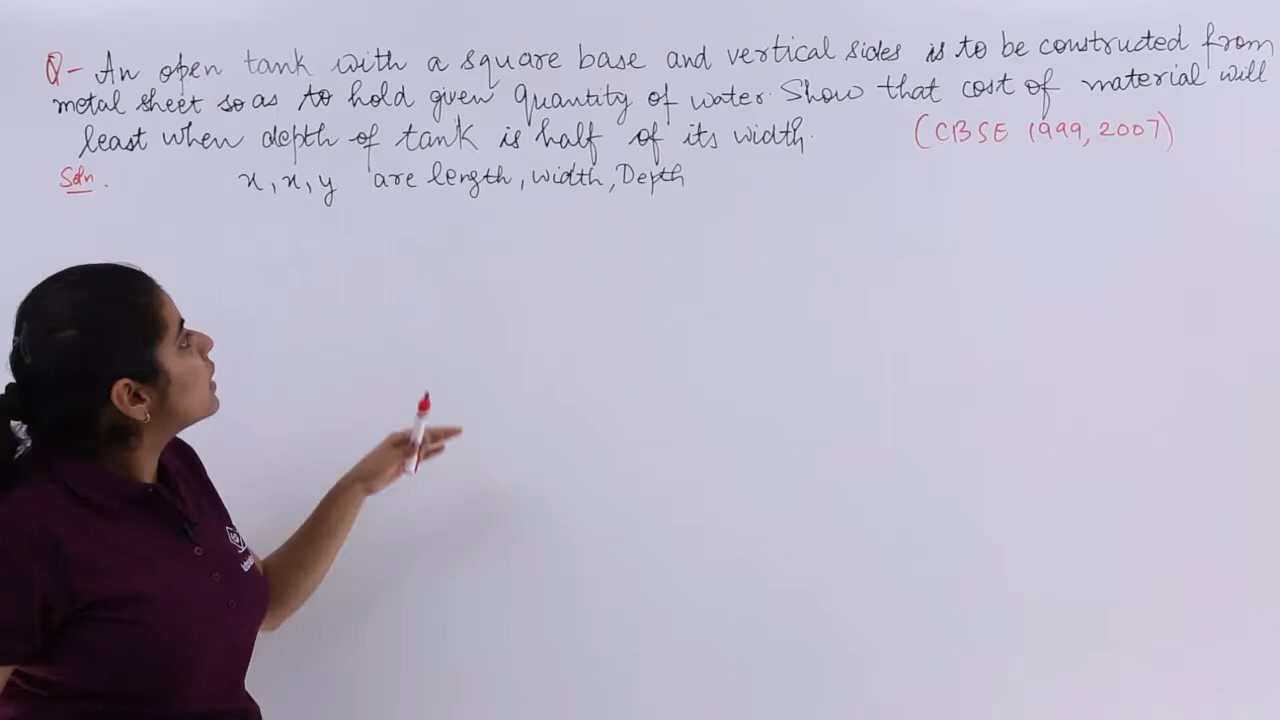 Q- An open tank with a square base and vertical sides is to be constructed from
metal sheet so as to hold given quantity of water. Show that cost of material will
least when depth of tank is half of its width. (CBSE 1999, 2007)
Soln. x, x, y are length, width, Depth